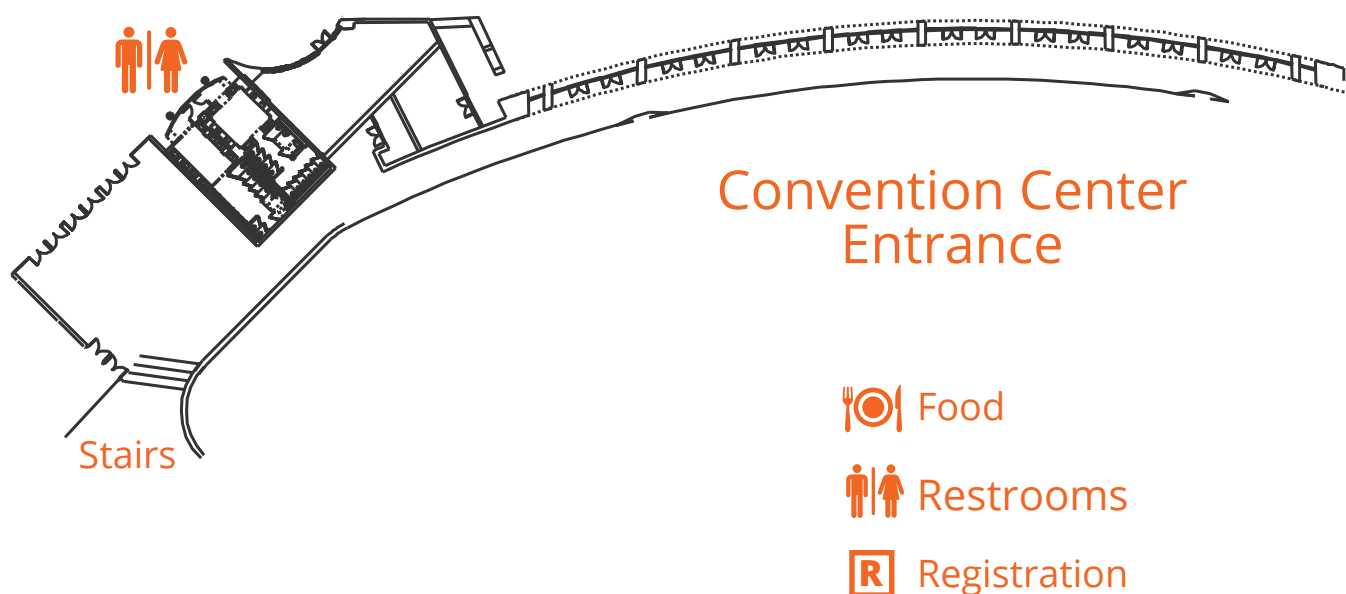 Convention Center
Entrance
Stairs
Food
Restrooms
R Registration